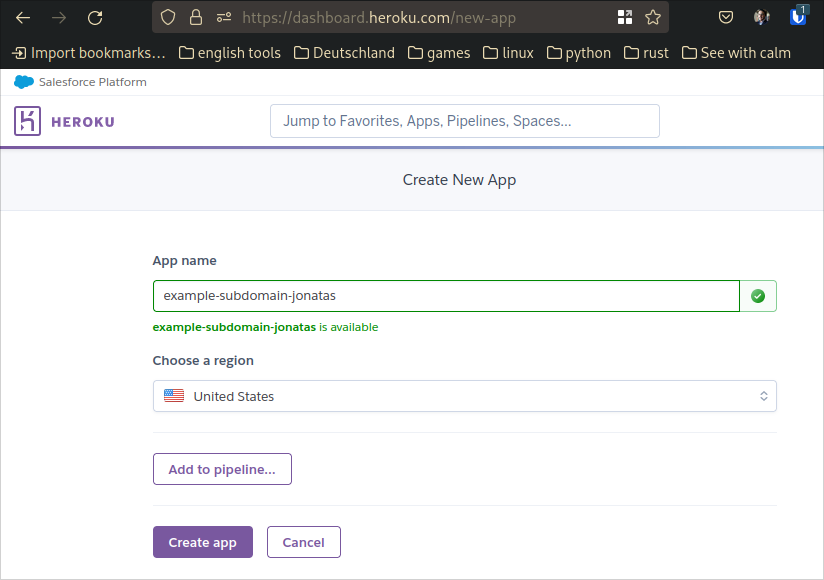 https://dashboard.heroku.com/new-app
1
Import bookmarks… english tools Deutschland games linux python rust See with calm
Salesforce Platform
HEROKU
Jump to Favorites, Apps, Pipelines, Spaces...
Create New App
App name
example-subdomain-jonatas
example-subdomain-jonatas is available
Choose a region
United States
Add to pipeline...
Create app Cancel